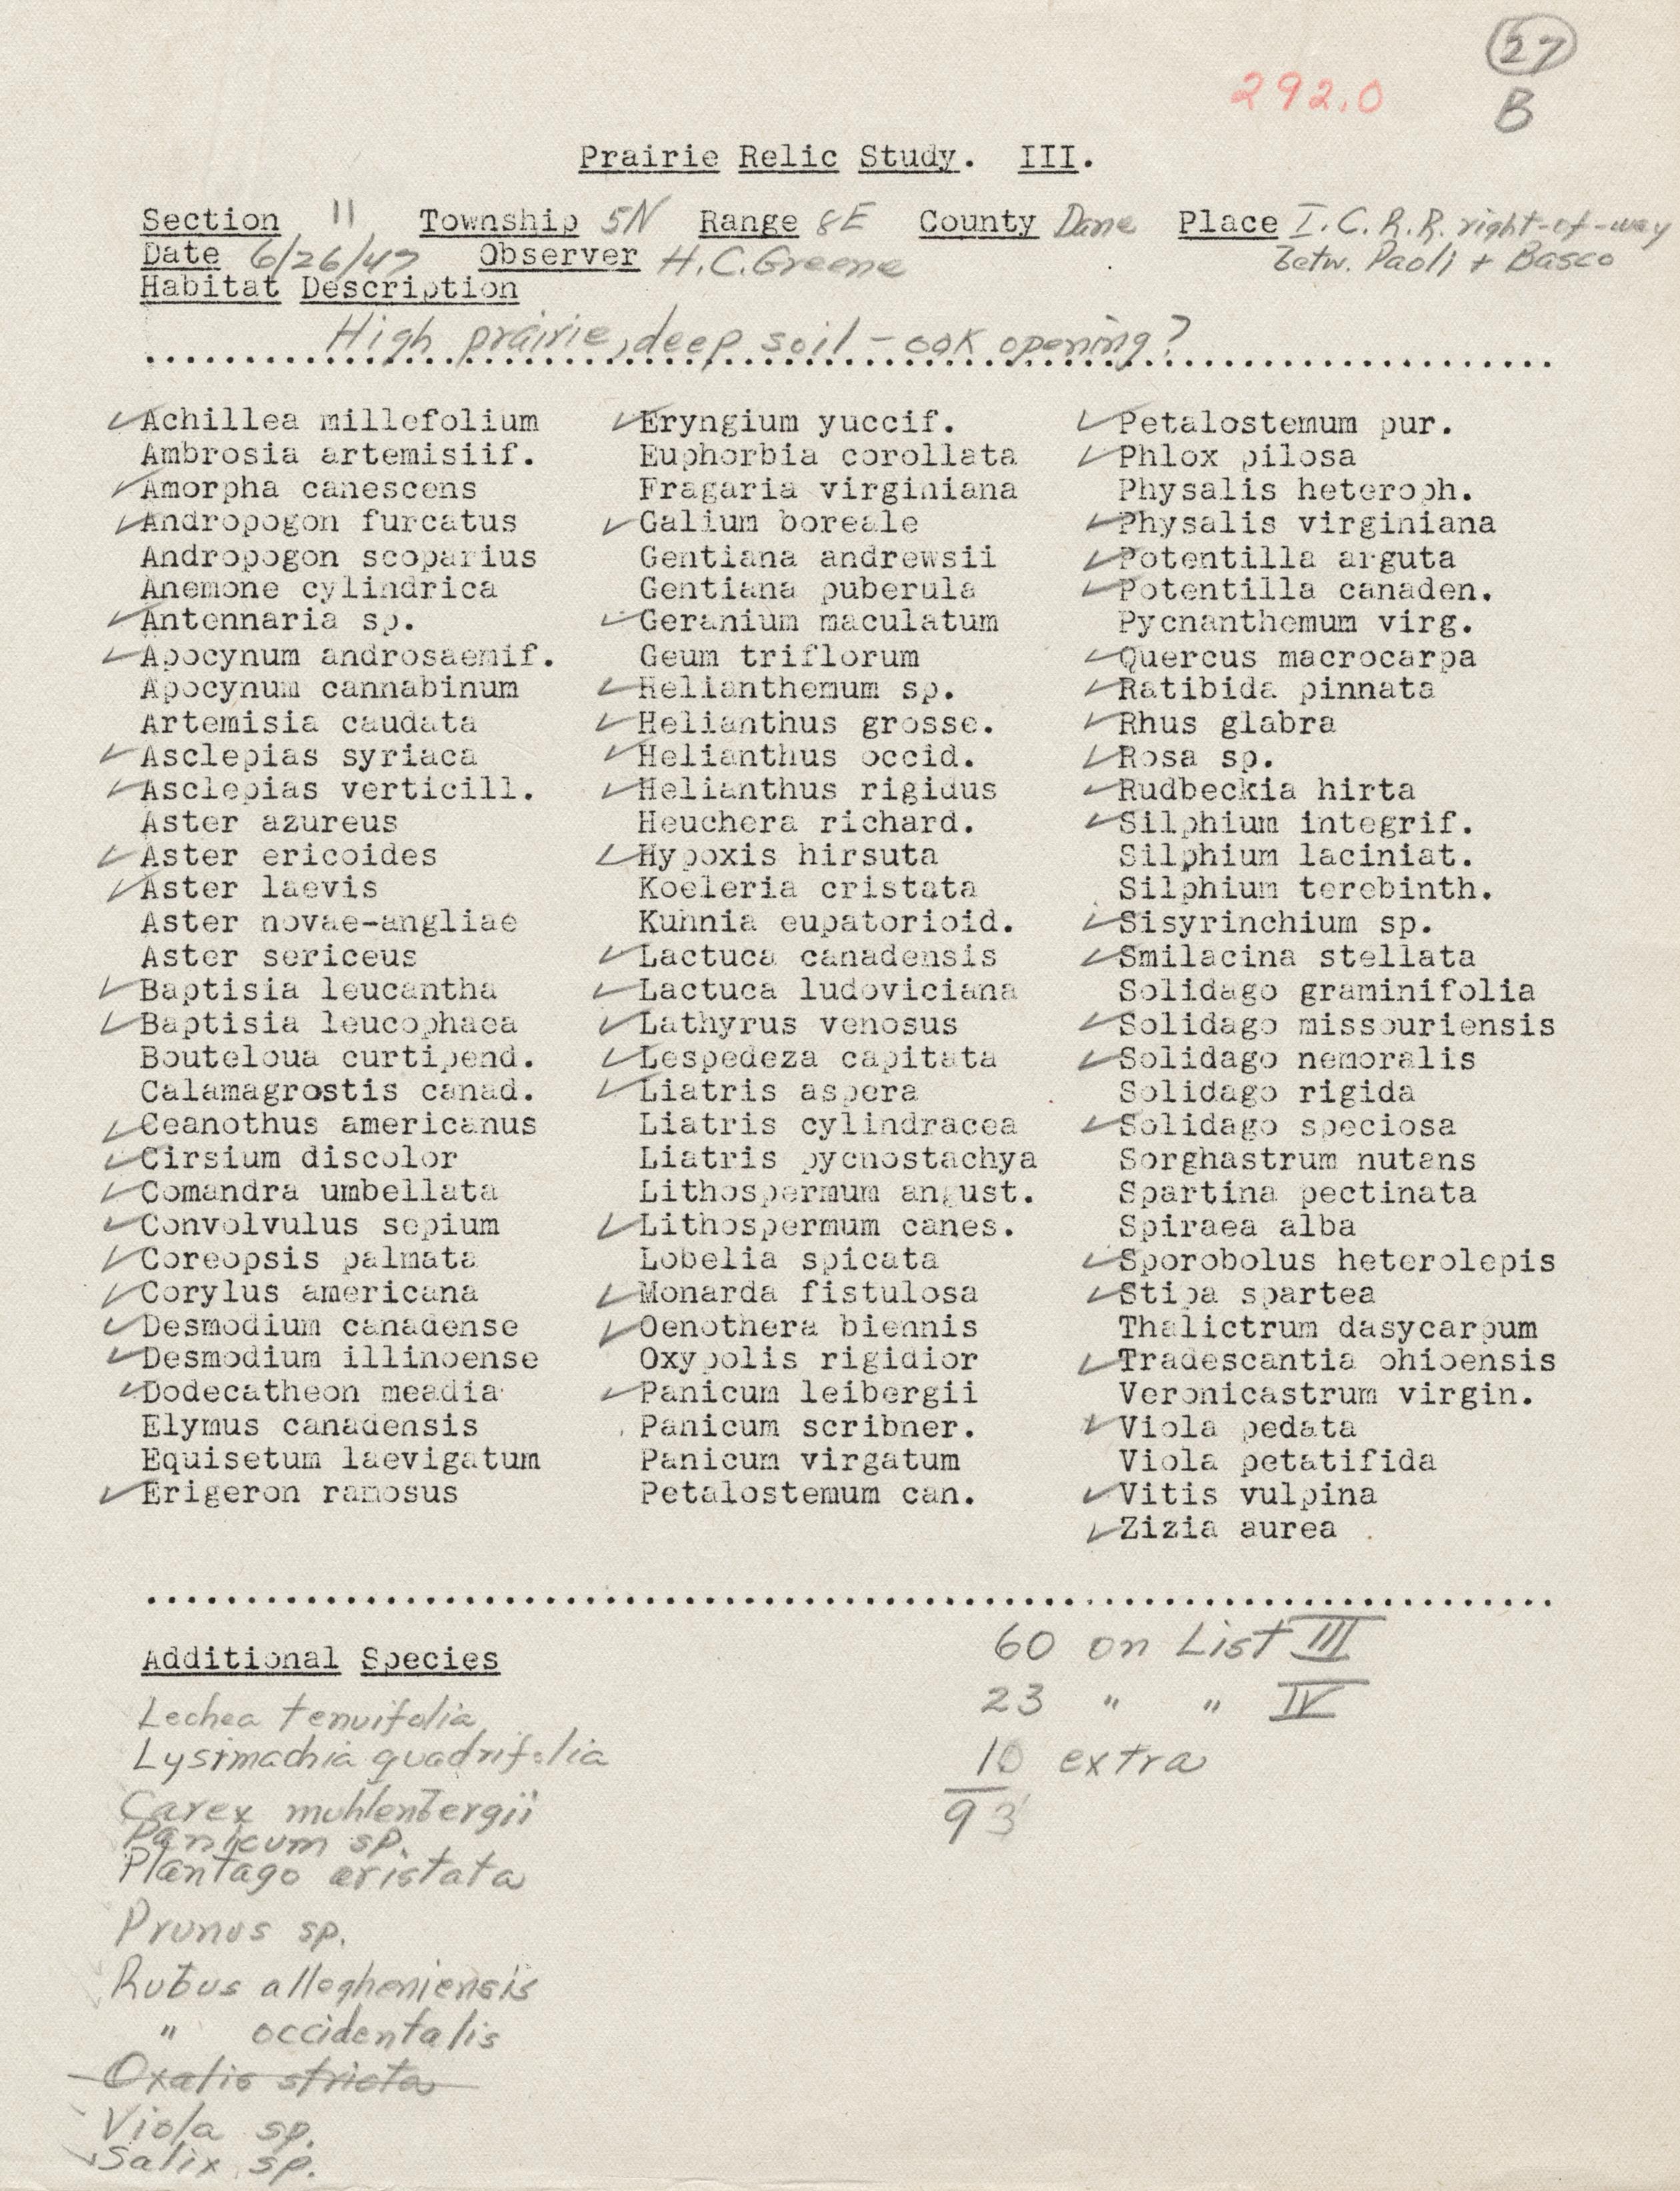 27
292.0 B
Prairie Relic Study. III.
Section 11 Township 5N Range 8E County Dane Place I.C.R.R. right-of-way
Date 6/26/47 Observer H.C.Greene betw. Paoli + Basco
Habitat Description
High prairie, deep soil - oak opening?
✓Achillea millefolium ✓Eryngium yuccif. ✓Petalostemum pur.
Ambrosia artemisiif. Euphorbia corollata ✓Phlox pilosa
✓Amorpha canescens Fragaria virginiana Physalis heteroph.
✓Andropogon furcatus ✓Galium boreale ✓Physalis virginiana
Andropogon scoparius Gentiana andrewsii ✓Potentilla arguta
Anemone cylindrica Gentiana puberula ✓Potentilla canaden.
✓Antennaria sp. ✓Geranium maculatum Pycnanthemum virg.
✓Apocynum androsaemif. Geum triflorum ✓Quercus macrocarpa
Apocynum cannabinum ✓Helianthemum sp. ✓Ratibida pinnata
Artemisia caudata ✓Helianthus grosse. ✓Rhus glabra
✓Asclepias syriaca ✓Helianthus occid. ✓Rosa sp.
✓Asclepias verticill. ✓Helianthus rigidus ✓Rudbeckia hirta
Aster azureus Heuchera richard. ✓Silphium integrif.
✓Aster ericoides ✓Hypoxis hirsuta Silphium laciniat.
✓Aster laevis Koeleria cristata Silphium terebinth.
Aster novae-angliae Kuhnia eupatorioid. ✓Sisyrinchium sp.
Aster sericeus ✓Lactuca canadensis ✓Smilacina stellata
✓Baptisia leucantha ✓Lactuca ludoviciana Solidago graminifolia
✓Baptisia leucophaea ✓Lathyrus venosus ✓Solidago missouriensis
Bouteloua curtipend. ✓Lespedeza capitata ✓Solidago nemoralis
Calamagrostis canad. ✓Liatris aspera Solidago rigida
✓Ceanothus americanus Liatris cylindracea ✓Solidago speciosa
✓Cirsium discolor Liatris pycnostachya Sorghastrum nutans
✓Comandra umbellata Lithospermum angust. Spartina pectinata
✓Convolvulus sepium ✓Lithospermum canes. Spiraea alba
✓Coreopsis palmata Lobelia spicata ✓Sporobolus heterolepis
✓Corylus americana ✓Monarda fistulosa ✓Stipa spartea
✓Desmodium canadense ✓Oenothera biennis Thalictrum dasycarpum
✓Desmodium illinoense Oxypolis rigidior ✓Tradescantia ohioensis
✓Dodecatheon meadia ✓Panicum leibergii Veronicastrum virgin.
Elymus canadensis Panicum scribner. ✓Viola pedata
Equisetum laevigatum Panicum virgatum Viola petatifida
✓Erigeron ramosus Petalostemum can. ✓Vitis vulpina
✓Zizia aurea
60 on List III
Additional Species
23 " " IV
Lechea tenuifolia
Lysimachia quadrifolia 10 extra
Carex muhlenbergii 93
Panicum sp.
Plantago aristata
Prunus sp.
Rubus allegheniensis
" occidentalis
Oxalis stricta
Viola sp.
Salix sp.